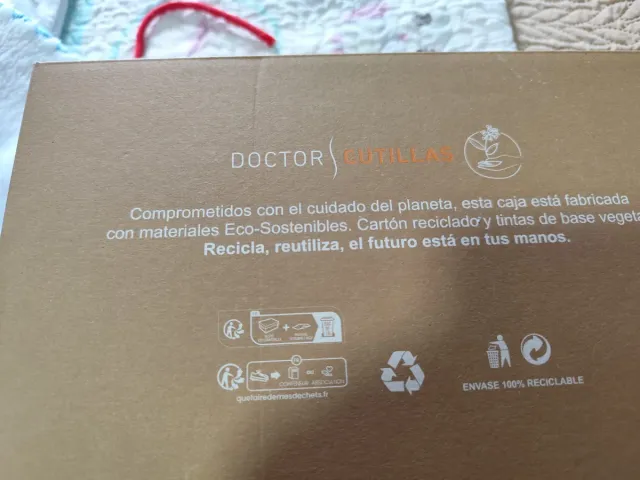 DOCTOR CUTILLAS
Comprometidos con el cuidado del planeta, esta caja está fabricada
con materiales Eco-Sostenibles. Cartón reciclado y tintas de base vegeta
Recicla, reutiliza, el futuro está en tus manos.
ENVASE 100% RECICLABLE
quefairedemesdechets.fr